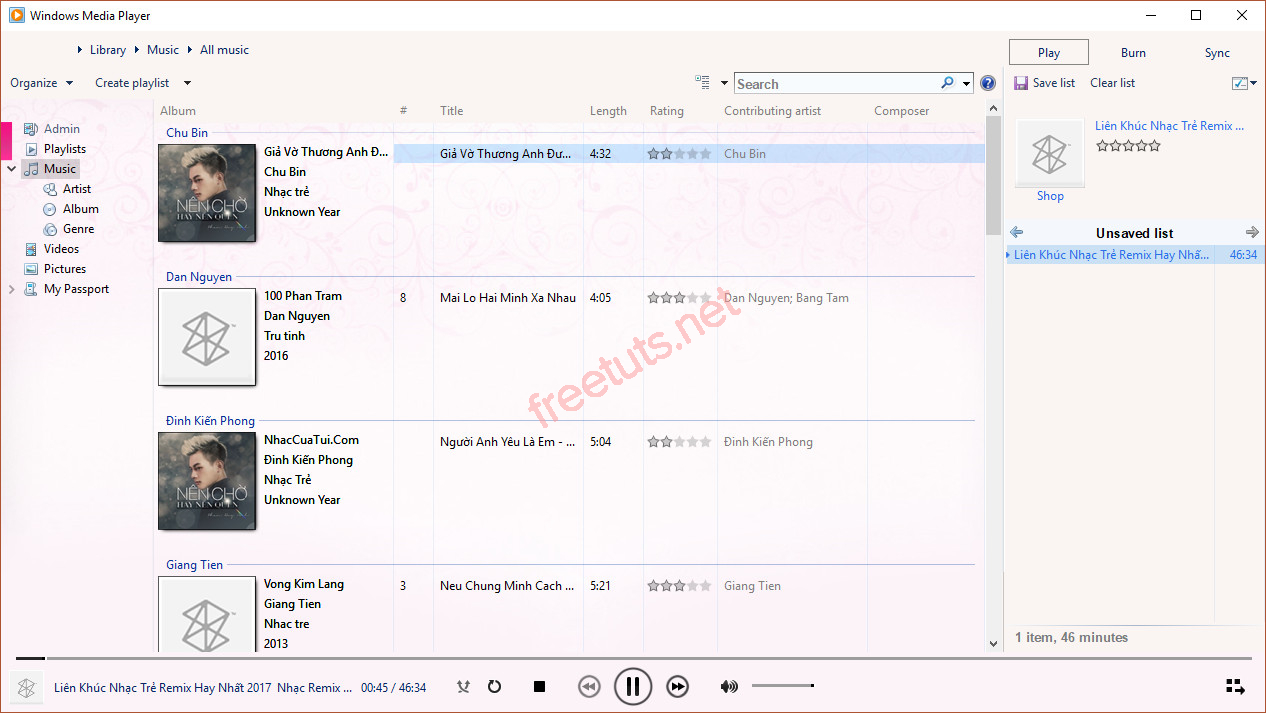 Windows Media Player
Library Music All music
Play Burn Sync
Organize Create playlist Search Save list Clear list
Album # Title Length Rating Contributing artist Composer
Admin
Playlists
Music
Artist
Album
Genre
Videos
Pictures
My Passport
Chu Bin
NÊN CHỜ
HAY NÊN QUÊN
Giả Vờ Thương Anh Đ... Giả Vờ Thương Anh Đư... 4:32 Chu Bin
Chu Bin
Nhạc trẻ
Unknown Year
Dan Nguyen
100 Phan Tram 8 Mai Lo Hai Minh Xa Nhau 4:05 Dan Nguyen; Bang Tam
Dan Nguyen
Tru tinh
2016
freetuts.net
Đinh Kiến Phong
NÊN CHỜ
HAY NÊN QUÊN
NhacCuaTui.Com Người Anh Yêu Là Em - ... 5:04 Đinh Kiến Phong
Đinh Kiến Phong
Nhạc Trẻ
Unknown Year
Giang Tien
Vong Kim Lang 3 Neu Chung Minh Cach ... 5:21 Giang Tien
Giang Tien
Nhac tre
2013
Liên Khúc Nhạc Trẻ Remix ...
Shop
Unsaved list
Liên Khúc Nhạc Trẻ Remix Hay Nhấ... 46:34
1 item, 46 minutes
Liên Khúc Nhạc Trẻ Remix Hay Nhất 2017 Nhạc Remix ... 00:45 / 46:34